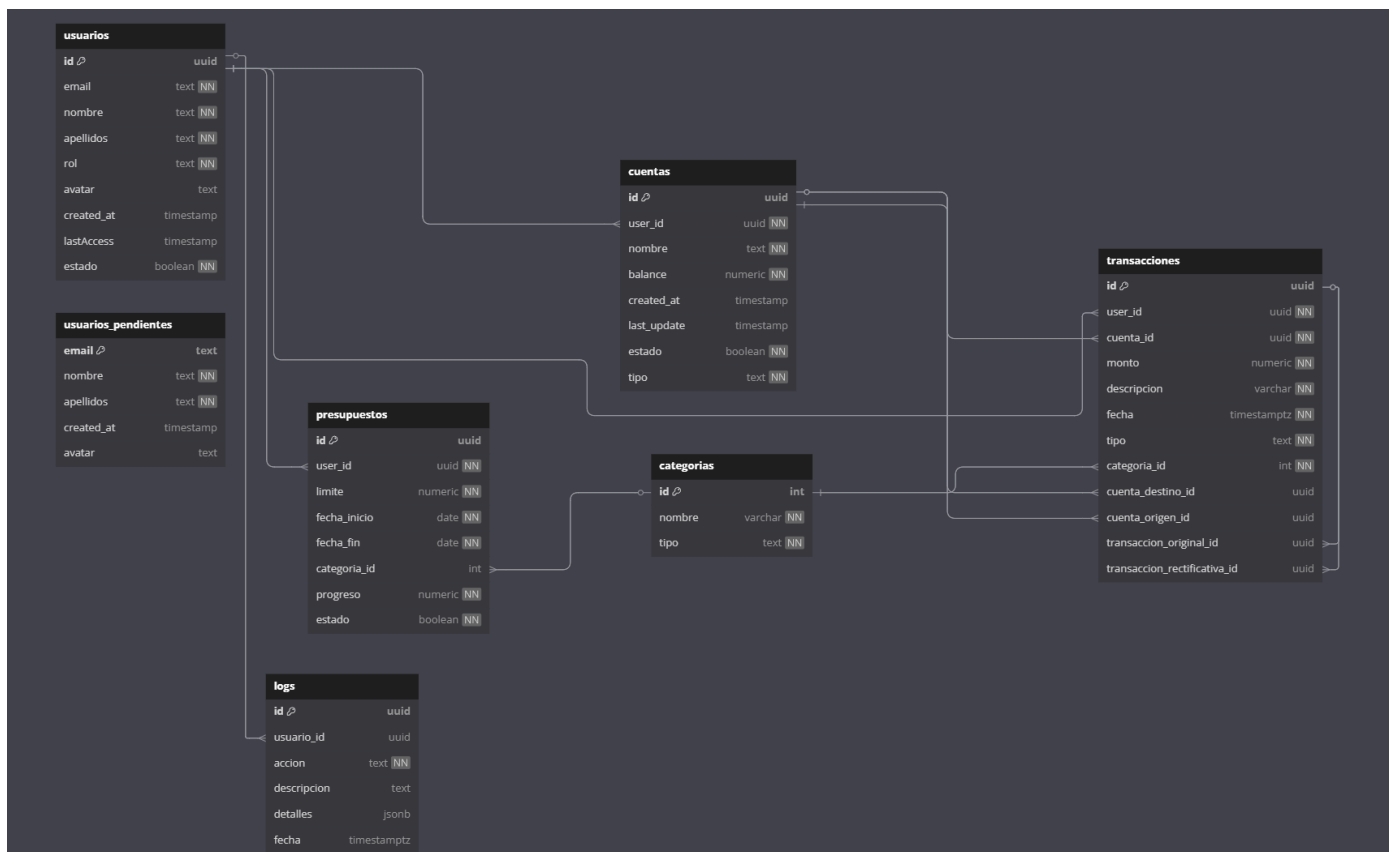 usuarios
id uuid
email text NN
nombre text NN
apellidos text NN
rol text NN
avatar text
created_at timestamp
lastAccess timestamp
estado boolean NN
usuarios_pendientes
email text
nombre text NN
apellidos text NN
created_at timestamp
avatar text
cuentas
id uuid
user_id uuid NN
nombre text NN
balance numeric NN
created_at timestamp
last_update timestamp
estado boolean NN
tipo text NN
transacciones
id uuid
user_id uuid NN
cuenta_id uuid NN
monto numeric NN
descripcion varchar NN
fecha timestamptz NN
tipo text NN
categoria_id int NN
cuenta_destino_id uuid
cuenta_origen_id uuid
transaccion_original_id uuid
transaccion_rectificativa_id uuid
presupuestos
id uuid
user_id uuid NN
limite numeric NN
fecha_inicio date NN
fecha_fin date NN
categoria_id int
progreso numeric NN
estado boolean NN
categorias
id int
nombre varchar NN
tipo text NN
logs
id uuid
usuario_id uuid
accion text NN
descripcion text
detalles jsonb
fecha timestamptz